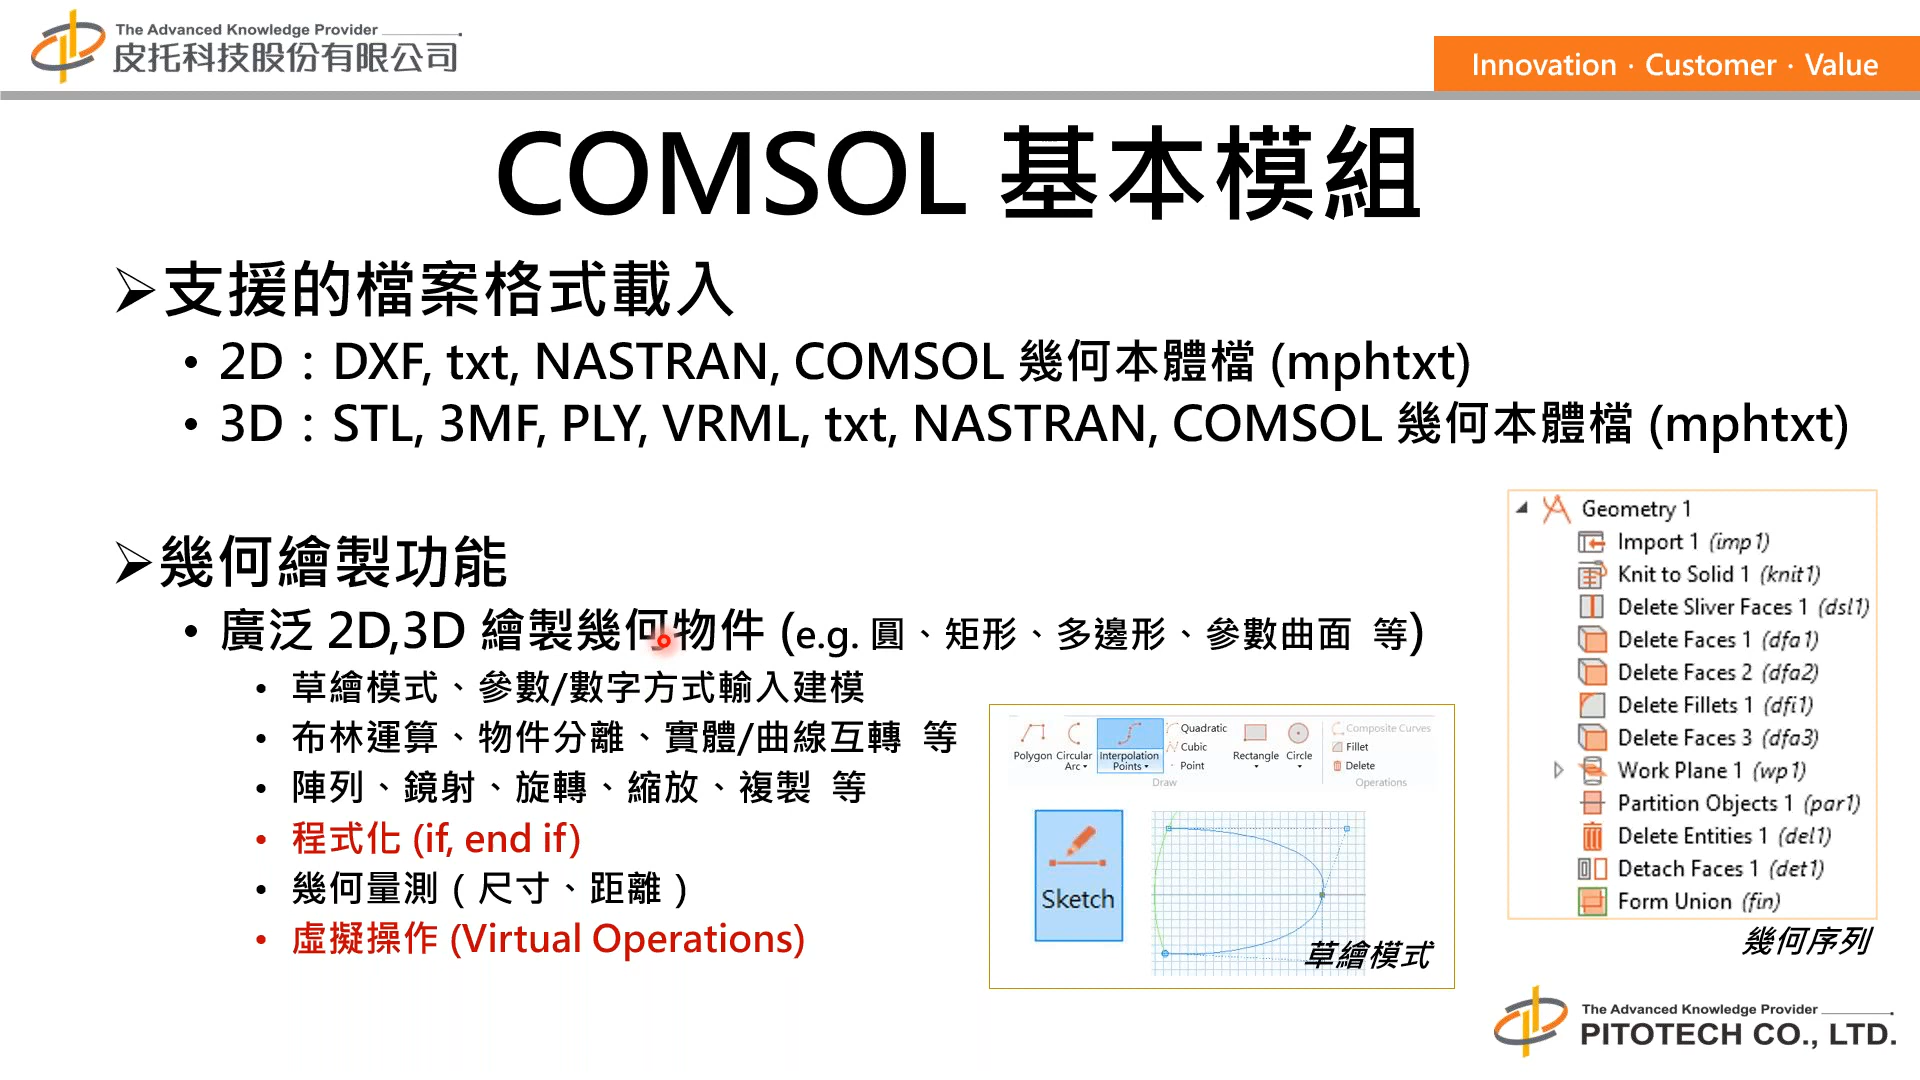 The Advanced Knowledge Provider
皮托科技股份有限公司
Innovation · Customer · Value
COMSOL 基本模組
➢支援的檔案格式載入
• 2D：DXF, txt, NASTRAN, COMSOL 幾何本體檔 (mphtxt)
• 3D：STL, 3MF, PLY, VRML, txt, NASTRAN, COMSOL 幾何本體檔 (mphtxt)
➢幾何繪製功能
• 廣泛 2D,3D 繪製幾何物件 (e.g. 圓、矩形、多邊形、參數曲面 等)
• 草繪模式、參數/數字方式輸入建模
• 布林運算、物件分離、實體/曲線互轉 等
• 陣列、鏡射、旋轉、縮放、複製 等
• 程式化 (if, end if)
• 幾何量測（尺寸、距離）
• 虛擬操作 (Virtual Operations)
Polygon
Circular Arc
Interpolation Points
Quadratic
Cubic
Point
Rectangle
Circle
Draw
Composite Curves
Fillet
Delete
Operations
Sketch
草繪模式
Geometry 1
Import 1 (imp1)
Knit to Solid 1 (knit1)
Delete Sliver Faces 1 (dsl1)
Delete Faces 1 (dfa1)
Delete Faces 2 (dfa2)
Delete Fillets 1 (dfi1)
Delete Faces 3 (dfa3)
Work Plane 1 (wp1)
Partition Objects 1 (par1)
Delete Entities 1 (del1)
Detach Faces 1 (det1)
Form Union (fin)
幾何序列
The Advanced Knowledge Provider
PITOTECH CO., LTD.